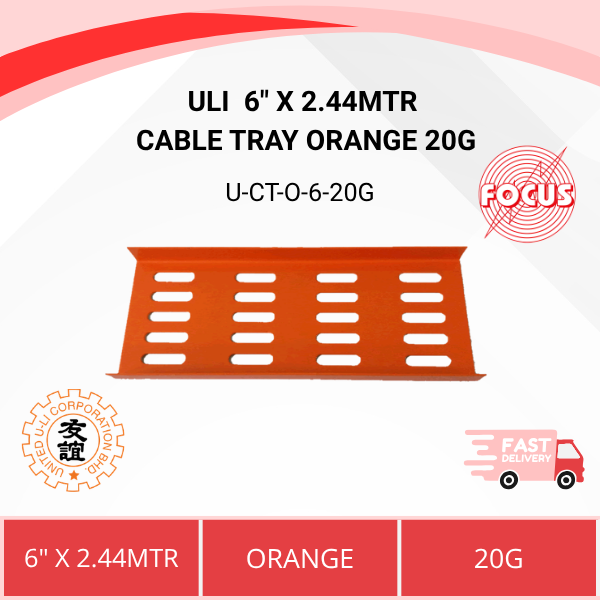 ULI 6" X 2.44MTR
CABLE TRAY ORANGE 20G
U-CT-O-6-20G
FOCUS
UNITED U-LI CORPORATION BHD.
友
誼
FAST
DELIVERY
6" X 2.44MTR
ORANGE
20G